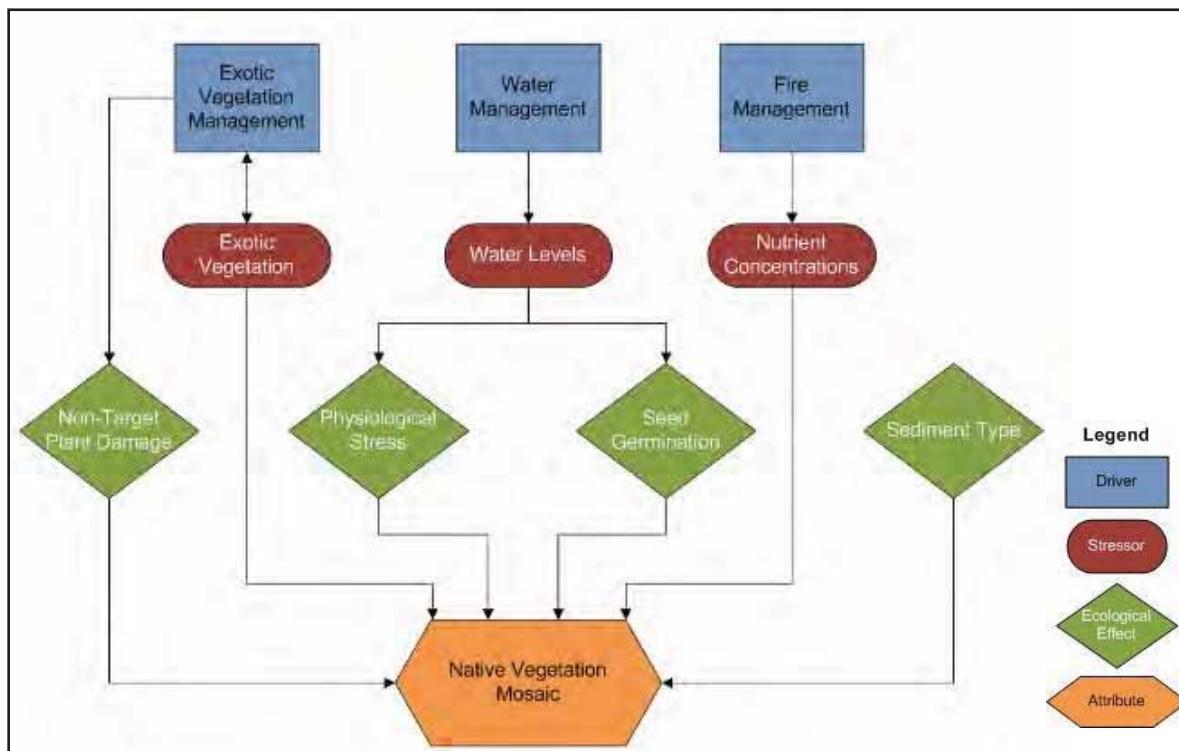 Exotic
Vegetation
Management
Water
Management
Fire
Management
Exotic
Vegetation
Water Levels
Nutrient
Concentrations
Non-Target
Plant Damage
Physiological
Stress
Seed
Germination
Sediment Type
Native Vegetation
Mosaic
Legend
Driver
Stressor
Ecological
Effect
Attribute